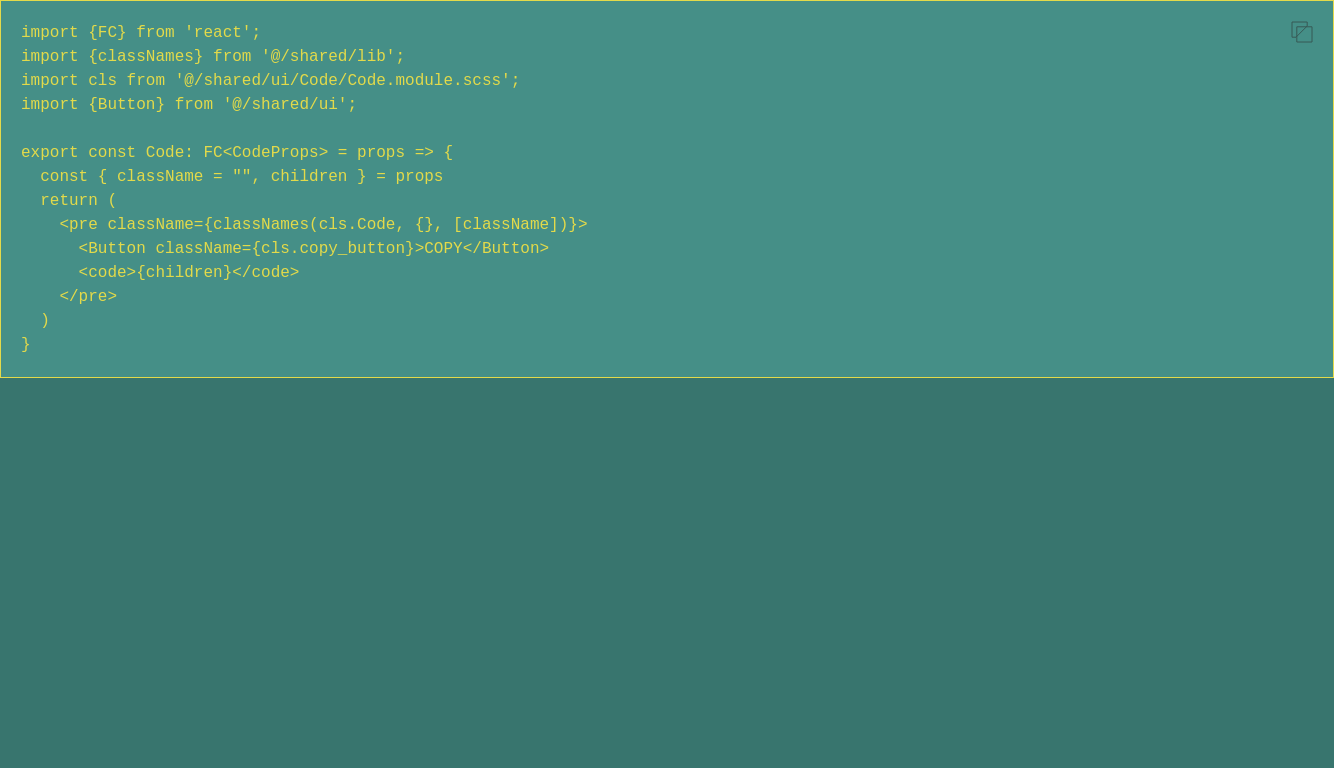 import {FC} from 'react';
import {classNames} from '@/shared/lib';
import cls from '@/shared/ui/Code/Code.module.scss';
import {Button} from '@/shared/ui';

export const Code: FC<CodeProps> = props => {
  const { className = "", children } = props
  return (
    <pre className={classNames(cls.Code, {}, [className])}>
      <Button className={cls.copy_button}>COPY</Button>
      <code>{children}</code>
    </pre>
  )
}